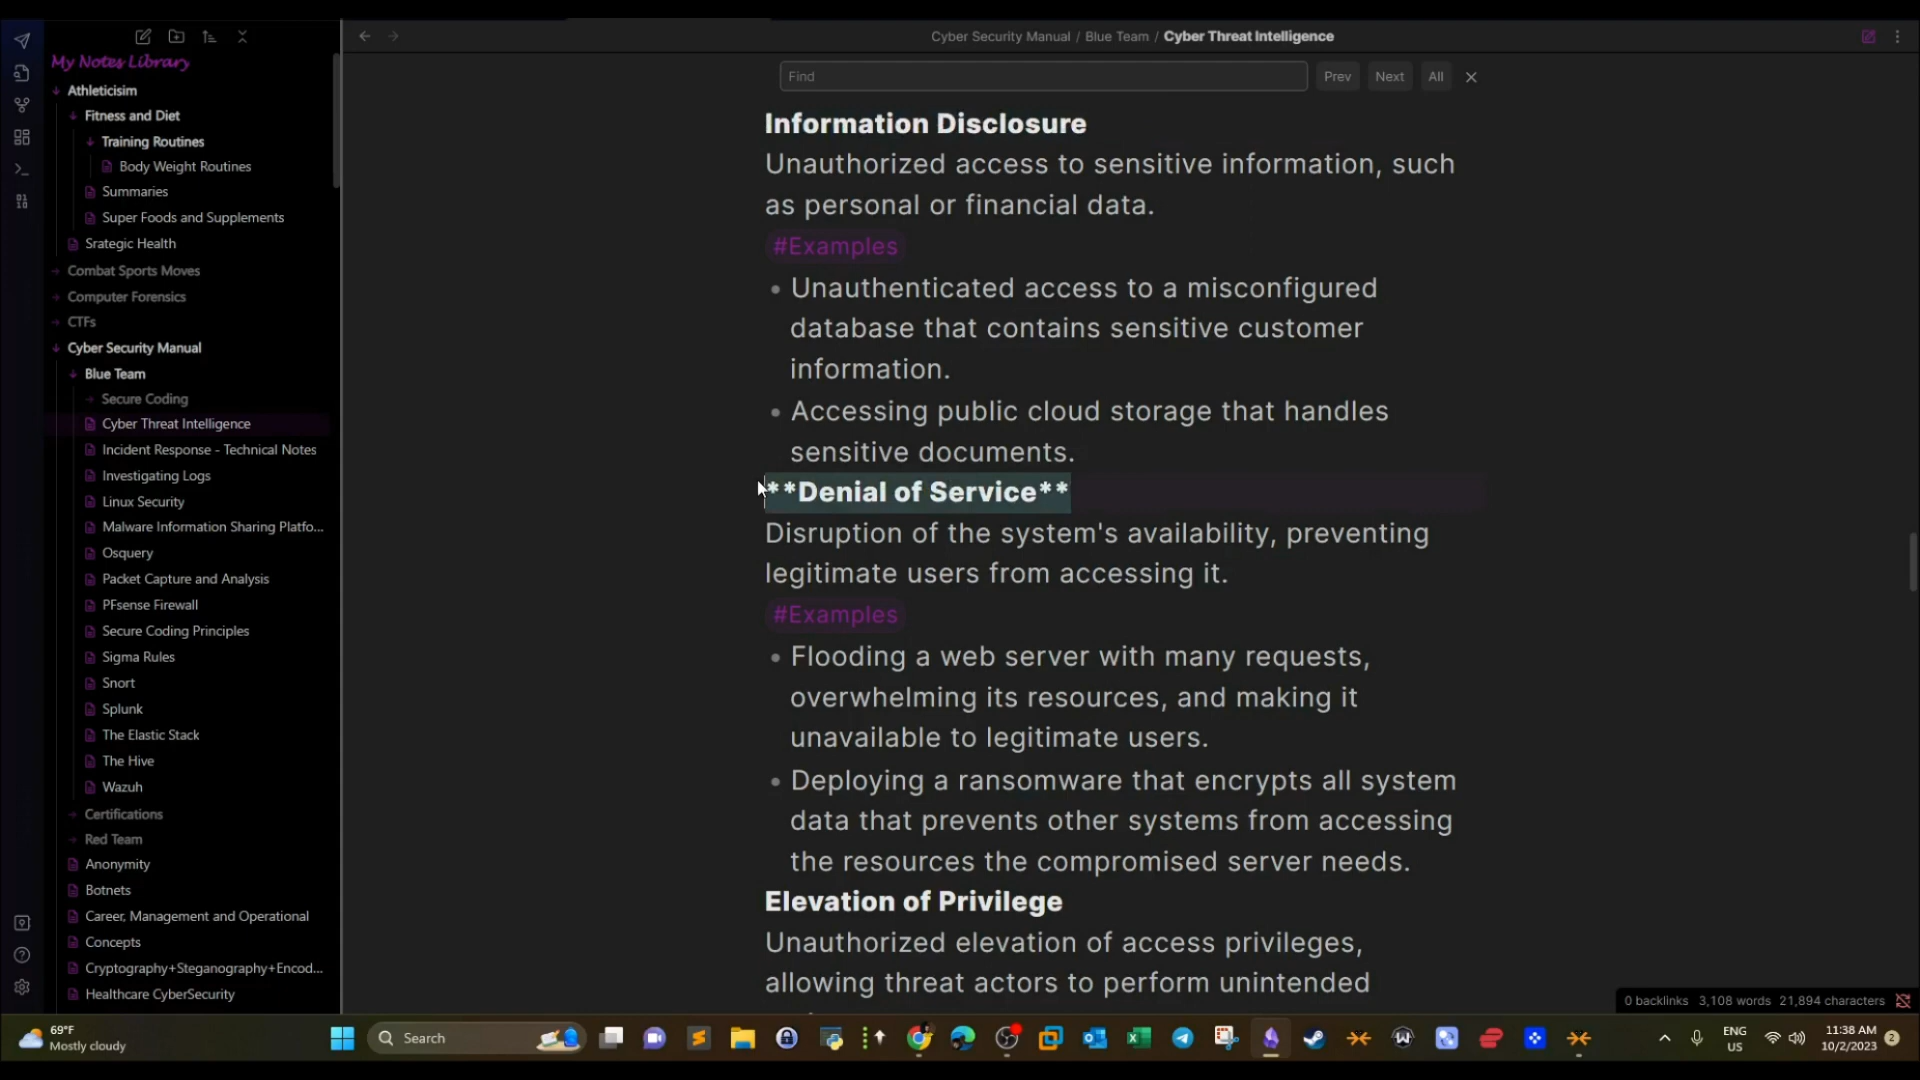 My Notes Library
Athleticisim
Fitness and Diet
Training Routines
Body Weight Routines
Summaries
Super Foods and Supplements
Srategic Health
Combat Sports Moves
Computer Forensics
CTFs
Cyber Security Manual
Blue Team
Secure Coding
Cyber Threat Intelligence
Incident Response - Technical Notes
Investigating Logs
Linux Security
Malware Information Sharing Platfo...
Osquery
Packet Capture and Analysis
PFsense Firewall
Secure Coding Principles
Sigma Rules
Snort
Splunk
The Elastic Stack
The Hive
Wazuh
Certifications
Red Team
Anonymity
Botnets
Career, Management and Operational
Concepts
Cryptography+Steganography+Encod...
Healthcare CyberSecurity
Cyber Security Manual / Blue Team / Cyber Threat Intelligence
Find Prev Next All
Information Disclosure
Unauthorized access to sensitive information, such
as personal or financial data.
#Examples
• Unauthenticated access to a misconfigured
database that contains sensitive customer
information.
• Accessing public cloud storage that handles
sensitive documents.
**Denial of Service**
Disruption of the system's availability, preventing
legitimate users from accessing it.
#Examples
• Flooding a web server with many requests,
overwhelming its resources, and making it
unavailable to legitimate users.
• Deploying a ransomware that encrypts all system
data that prevents other systems from accessing
the resources the compromised server needs.
Elevation of Privilege
Unauthorized elevation of access privileges,
allowing threat actors to perform unintended
0 backlinks 3,108 words 21,894 characters
69°F
Mostly cloudy
Search
ENG
US
11:38 AM
10/2/2023
2